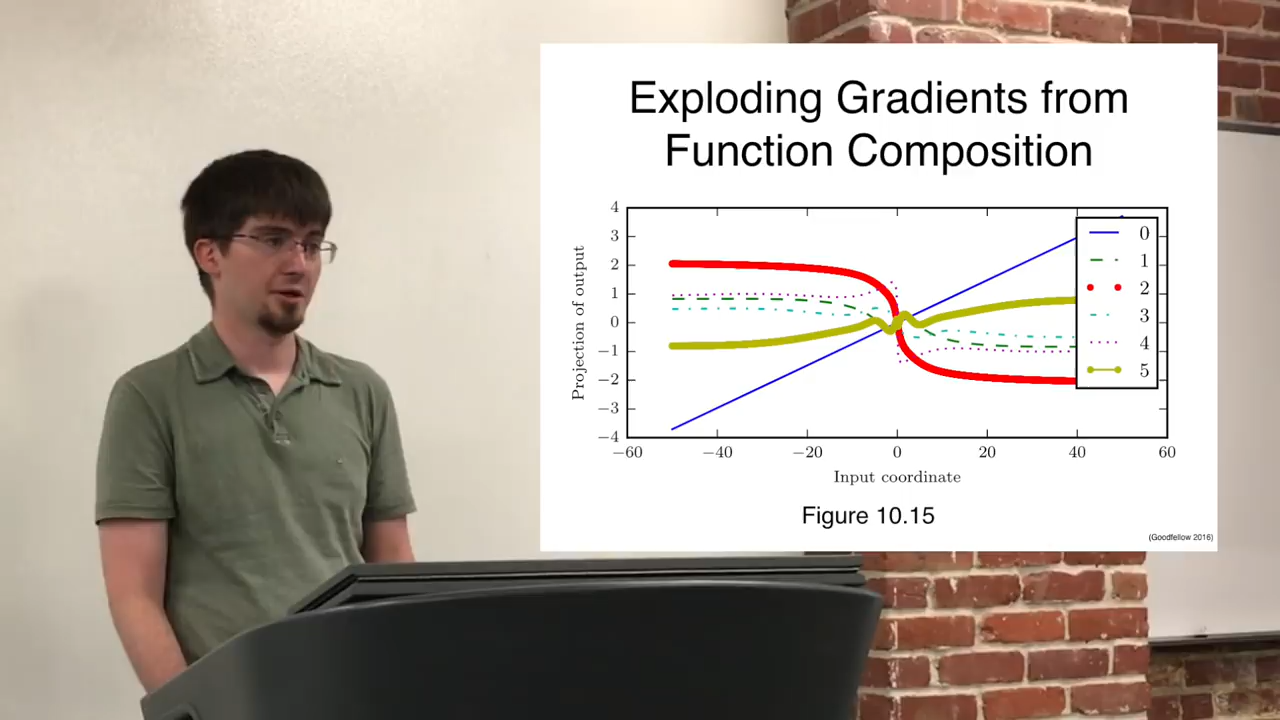 Exploding Gradients from
Function Composition
4
3
2
1
0
−1
−2
−3
−4
Projection of output
−60 −40 −20 0 20 40 60
Input coordinate
0
1
2
3
4
5
Figure 10.15
(Goodfellow 2016)